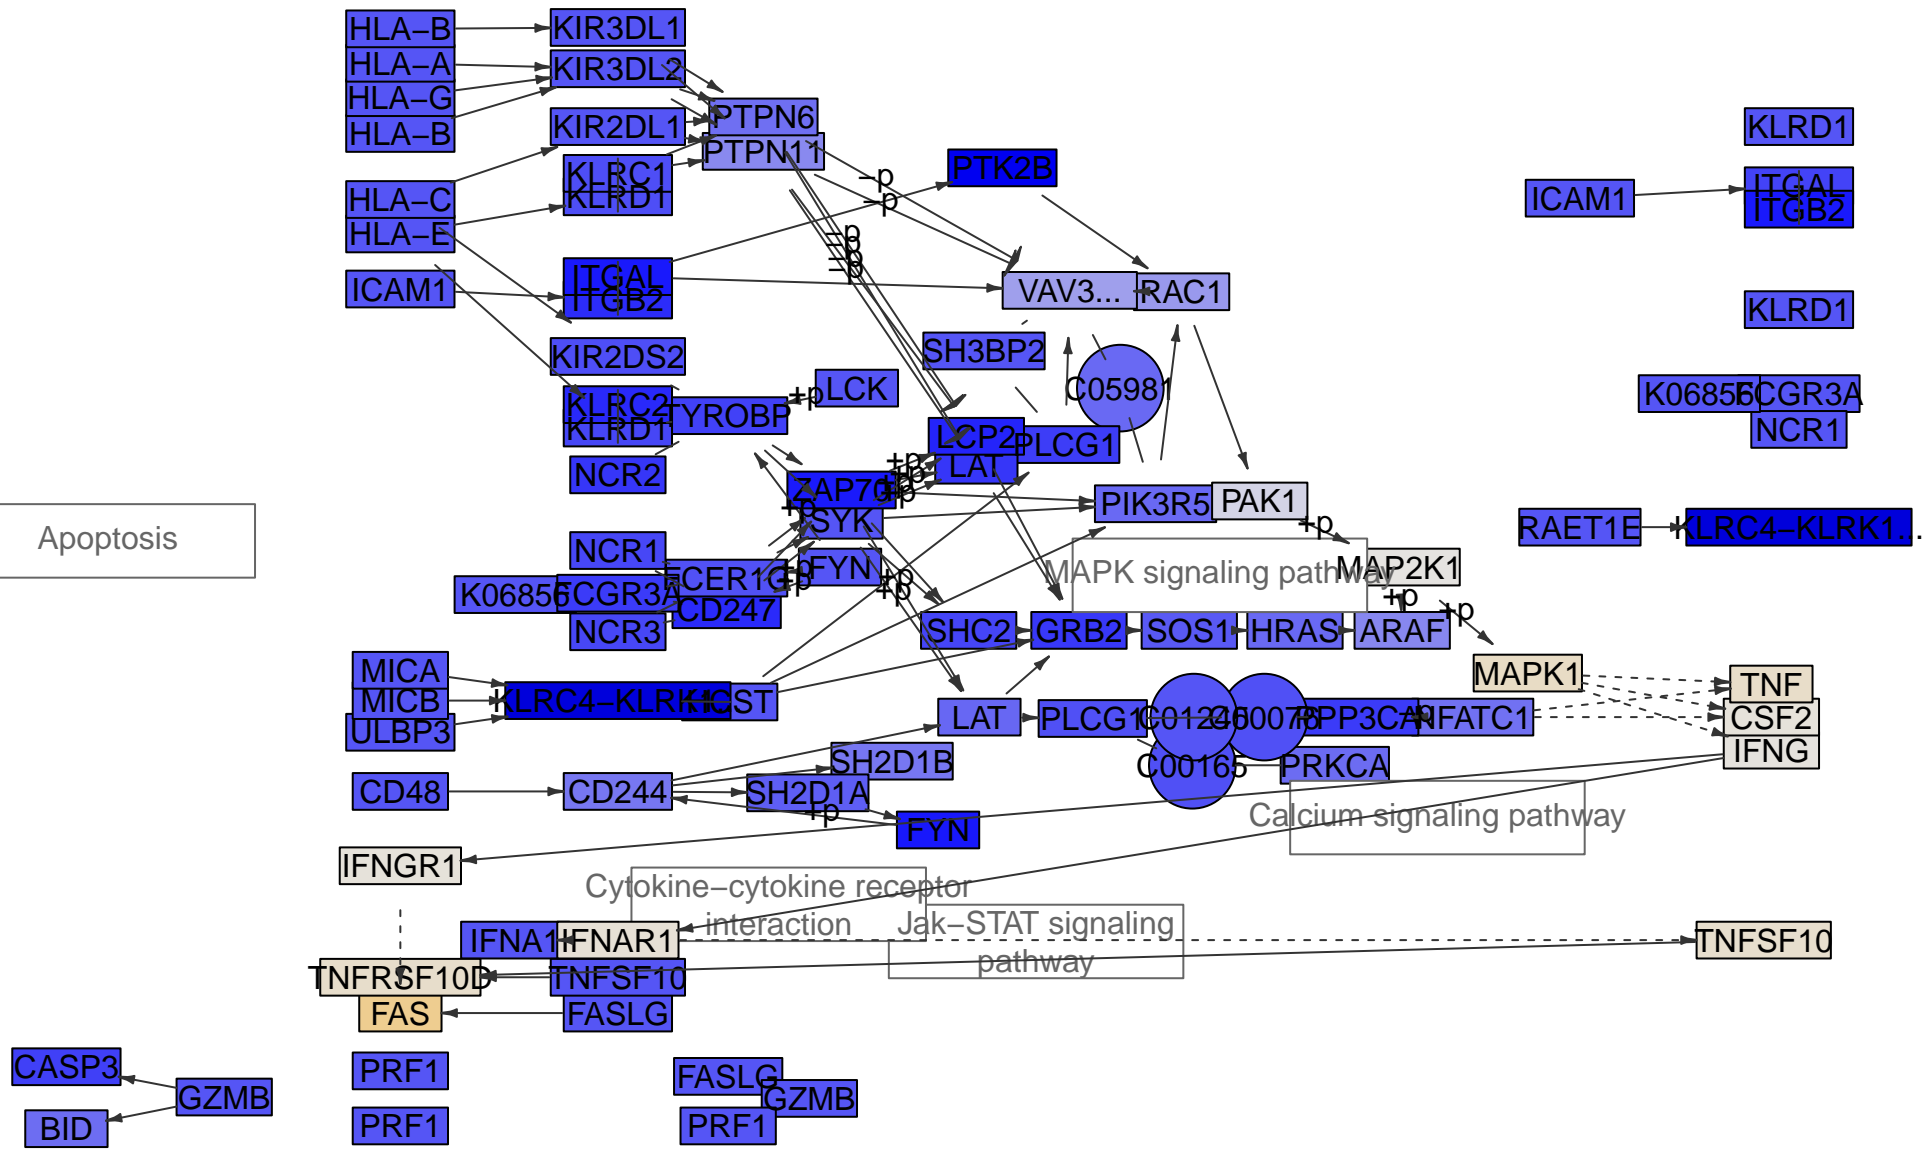 HLA−B
KIR3DL1
HLA−A
KIR3DL2
HLA−G
HLA−B
PTPN6
KIR2DL1
KLRD1
PTPN11
PTK2B
KLRC1
KLRD1
−p
−p
HLA−C
HLA−E
ICAM1
ITGAL
ITGB2
−p
−p
−p
−p
ICAM1
ITGAL
ITGB2
VAV3...
RAC1
KLRD1
KIR2DS2
SH3BP2
LCK
+p
C05981
KLRC2
KLRD1
TYROBP
K06856
FCGR3A
NCR1
LCP2
PLCG1
LAT
NCR2
+p
+p
+p
+p
ZAP70
SYK
+p
PIK3R5
PAK1
+p
RAET1E
KLRC4−KLRK1...
Apoptosis
NCR1
FCER1G
FYN
+p
+p
+p
+p
MAPK signaling pathway
MAP2K1
K06856
FCGR3A
CD247
NCR3
+p
+p
SHC2
GRB2
SOS1
HRAS
ARAF
MICA
MICB
ULBP3
KLRC4−KLRK1
HCST
MAPK1
TNF
CSF2
IFNG
LAT
PLCG1
C01245
C00076
PPP3CA
NFATC1
C00165
PRKCA
SH2D1B
CD48
CD244
SH2D1A
+p
FYN
Calcium signaling pathway
IFNGR1
Cytokine−cytokine receptor
interaction
Jak−STAT signaling
pathway
IFNA1
IFNAR1
TNFSF10
TNFRSF10D
TNFSF10
FAS
FASLG
CASP3
GZMB
BID
PRF1
PRF1
FASLG
GZMB
PRF1